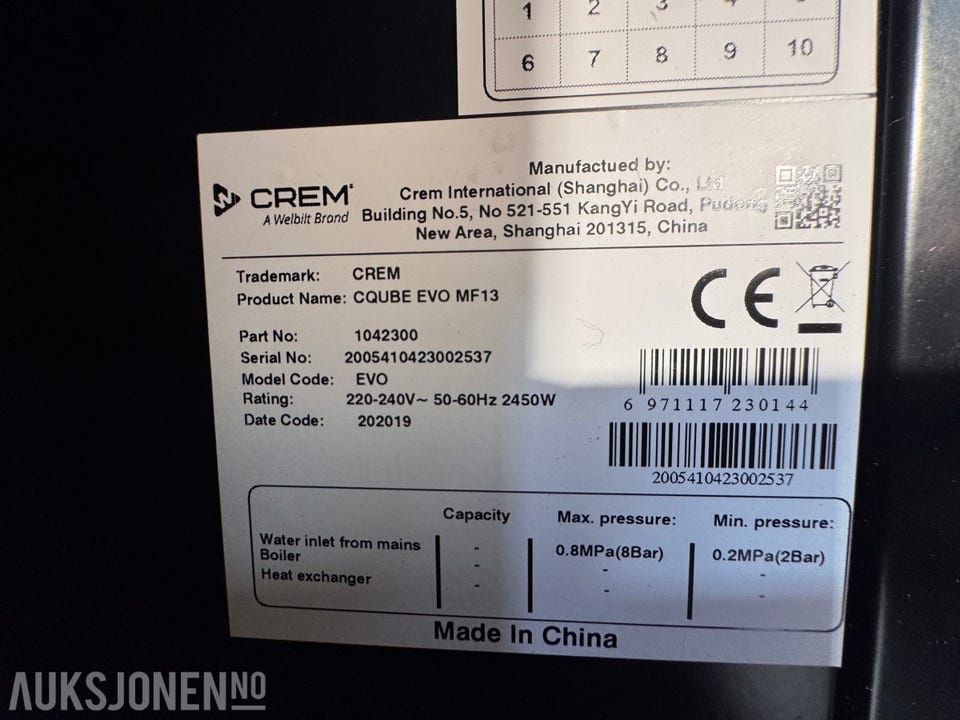 1 2 3
6 7 8 9 10
CREM
A Welbilt Brand
Manufactued by:
Crem International (Shanghai) Co., Ltd
Building No.5, No 521-551 KangYi Road, Pudong
New Area, Shanghai 201315, China
Trademark: CREM
Product Name: CQUBE EVO MF13
Part No: 1042300
Serial No: 2005410423002537
Model Code: EVO
Rating: 220-240V~ 50-60Hz 2450W
Date Code: 202019
CE
6 971117 230144
2005410423002537
Capacity Max. pressure: Min. pressure:
Water inlet from mains - 0.8MPa(8Bar) 0.2MPa(2Bar)
Boiler - - -
Heat exchanger - - -
Made In China
AUKSJONEN NO